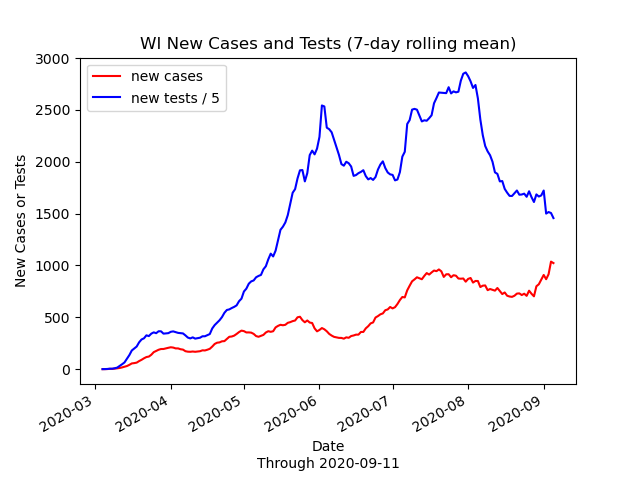 WI New Cases and Tests (7-day rolling mean)
new cases
new tests / 5
3000
2500
2000
1500
1000
500
0
New Cases or Tests
2020-03
2020-04
2020-05
2020-06
2020-07
2020-08
2020-09
Date
Through 2020-09-11